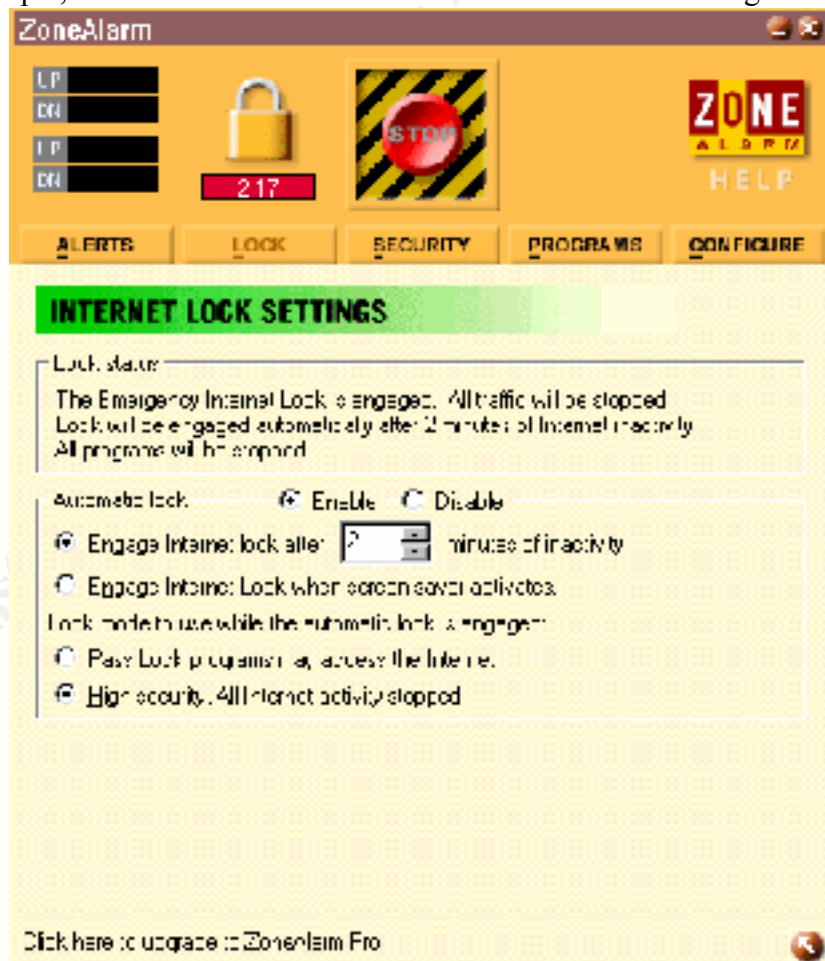 ZoneAlarm
UP
DN
UP
DN
2 17
STOP
ZONE
ALARM
HELP
ALERTS LOCK SECURITY PROGRAMS CONFIGURE
INTERNET LOCK SETTINGS
Lock status
The Emergency Internet Lock is engaged. All traffic will be stopped
Lock will be engaged automatically after 2 minutes of Internet inactivity
All programs will be stopped
Automatic lock Enable Disable
Engage Internet lock after 2 minutes of inactivity
Engage Internet Lock when screen saver activates.
Lock mode to use while the automatic lock is engaged:
Pass Lock programs may access the Internet
High security. All Internet activity stopped
Click here to upgrade to ZoneAlarm Pro